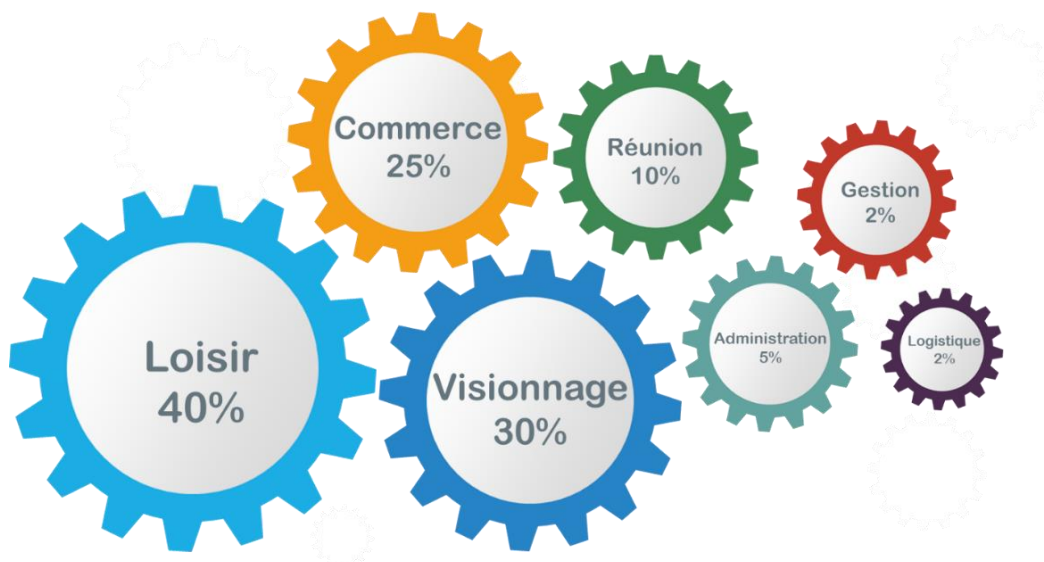 Commerce
25%
Réunion
10%
Gestion
2%
Loisir
40%
Visionnage
30%
Administration
5%
Logistique
2%